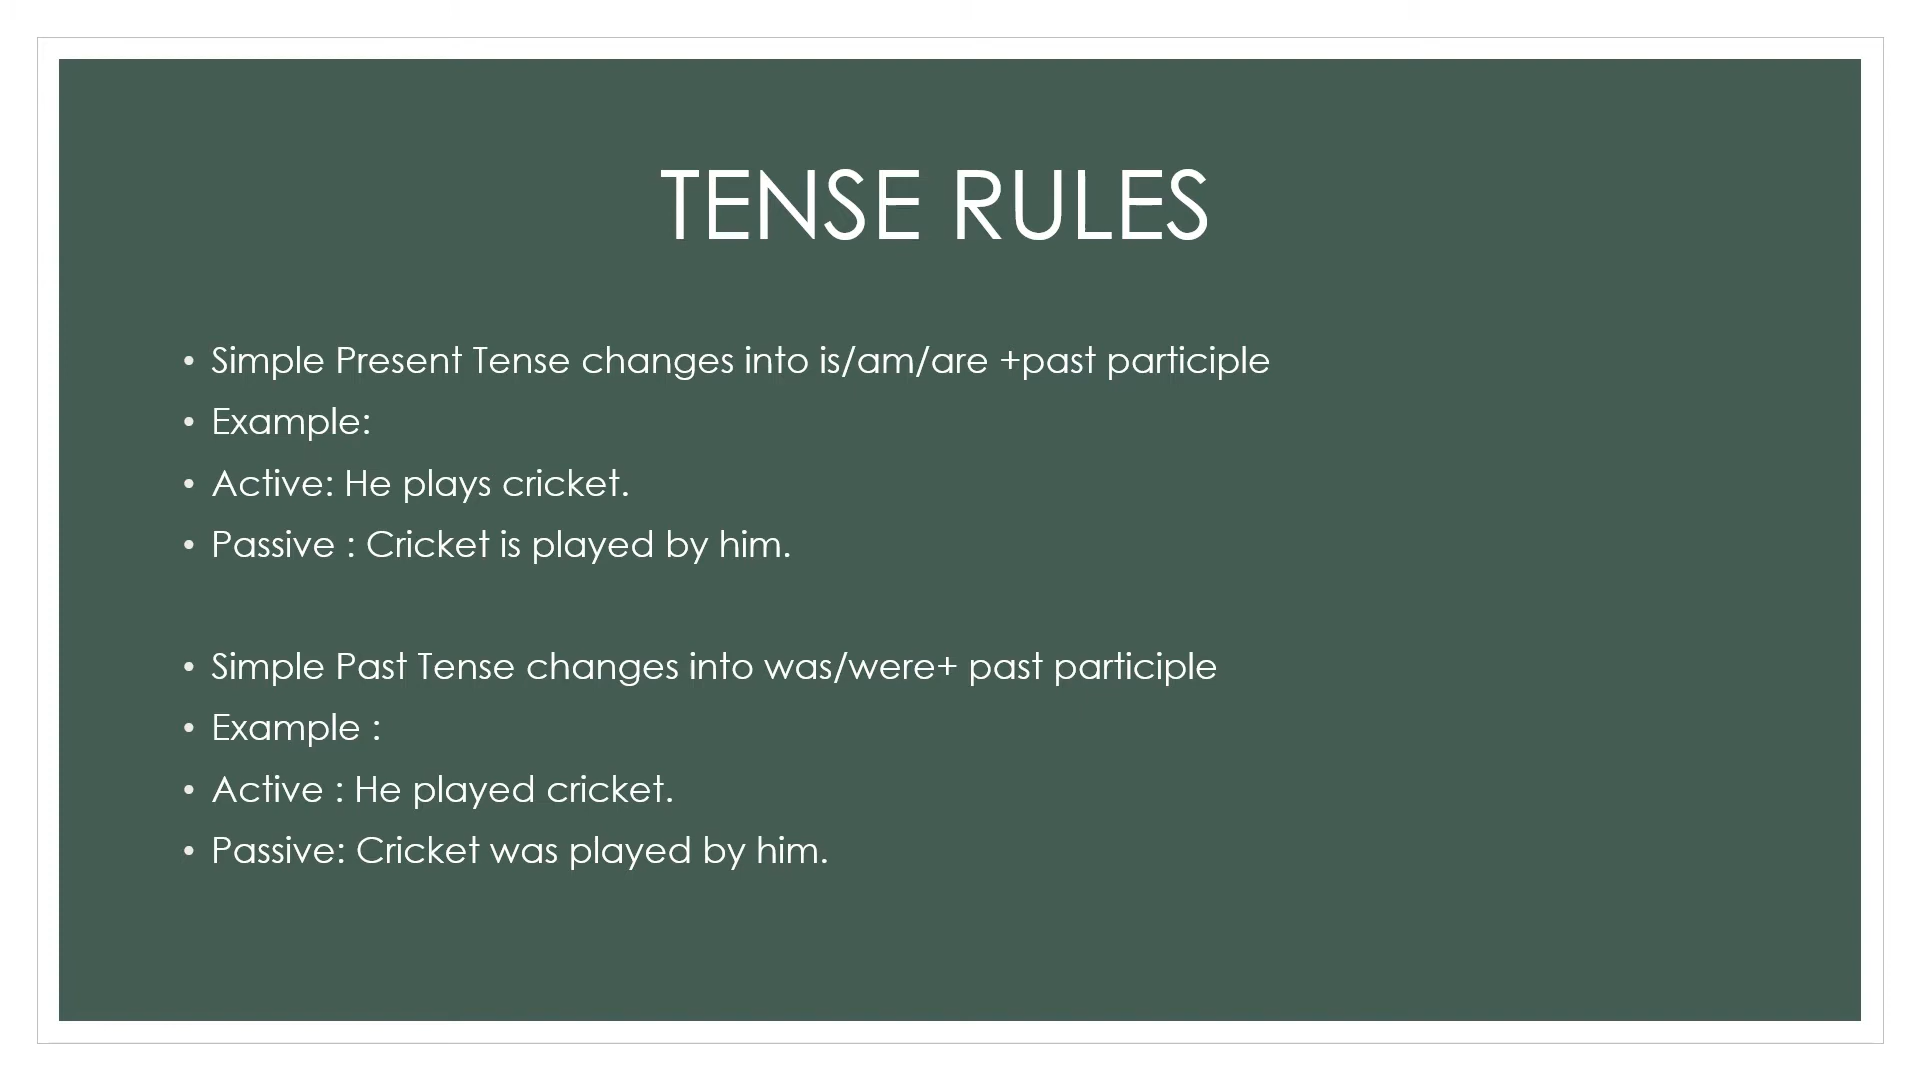 TENSE RULES
• Simple Present Tense changes into is/am/are +past participle
• Example:
• Active: He plays cricket.
• Passive : Cricket is played by him.
• Simple Past Tense changes into was/were+ past participle
• Example :
• Active : He played cricket.
• Passive: Cricket was played by him.